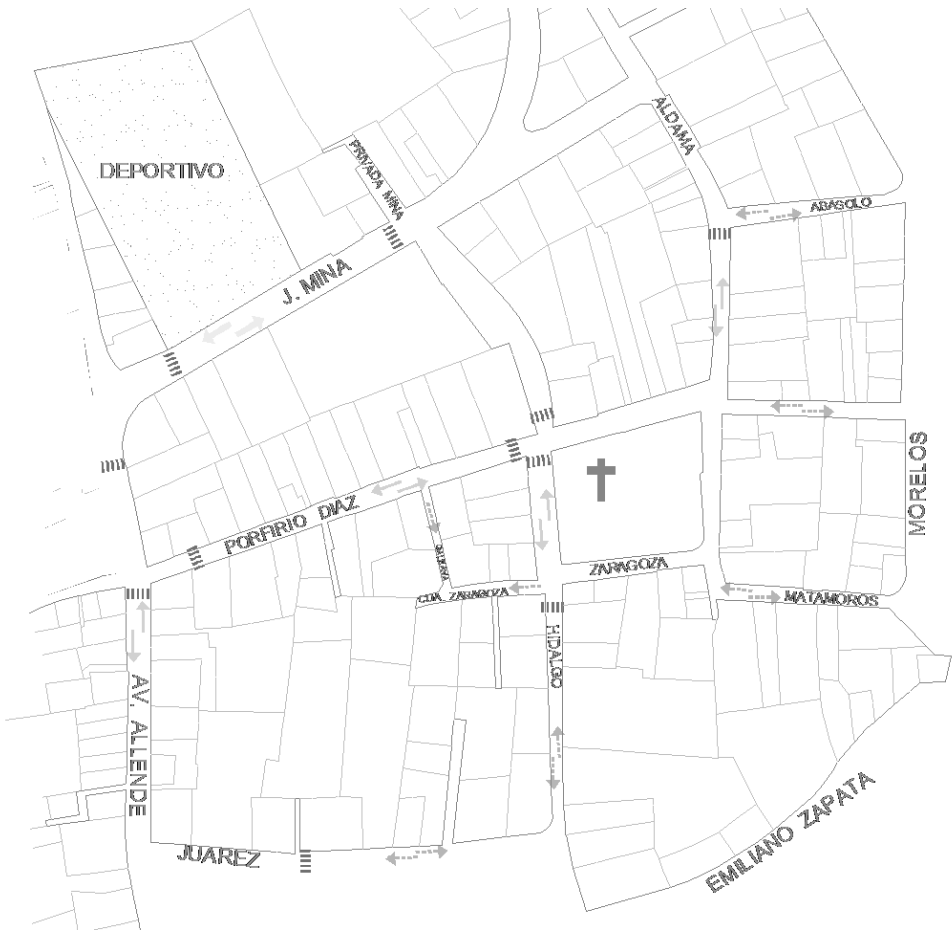 ALDAMA
PRIVADA MINA
DEPORTIVO
ABASOLO
J. MINA
MORELOS
PORFIRIO DIAZ
ZARAGOZA
CDA. ZARAGOZA
MATAMOROS
HIDALGO
AV. ALLENDE
EMILIANO ZAPATA
JUAREZ